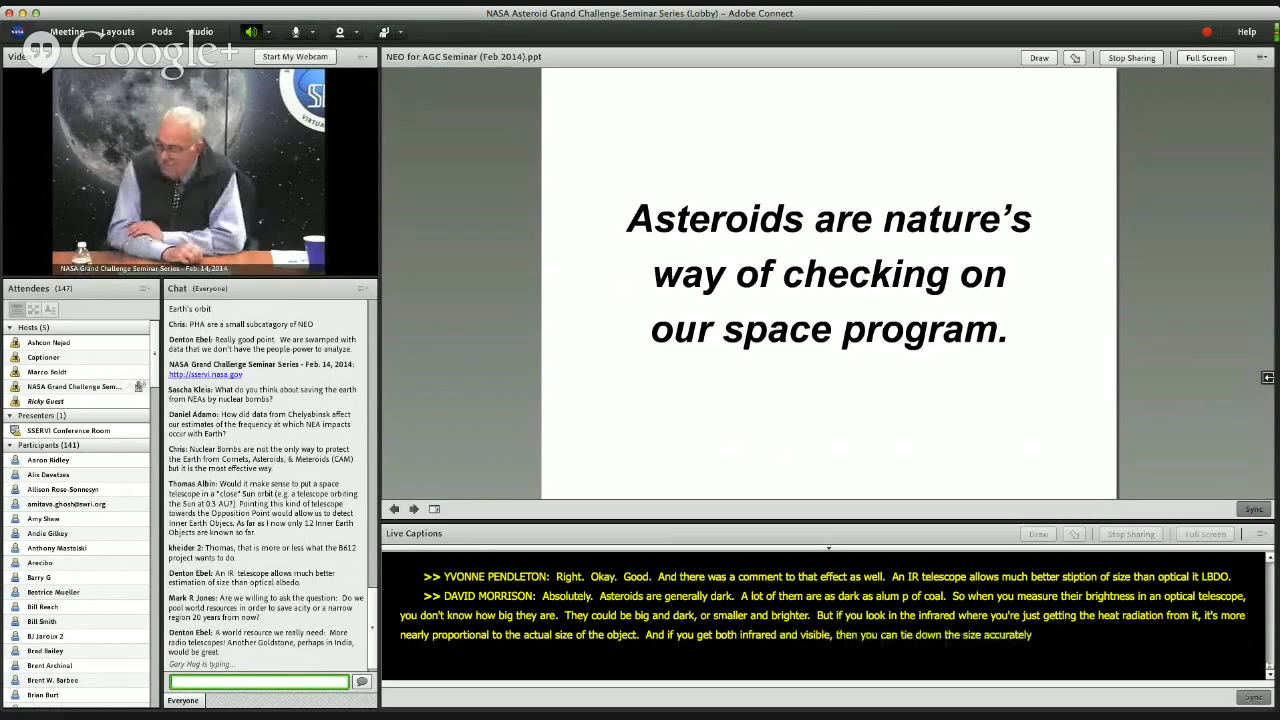 NASA Asteroid Grand Challenge Seminar Series (Lobby) – Adobe Connect
Meeting Layouts Pods Audio
Help
Google+
Start My Webcam
NEO for AGC Seminar (Feb 2014).ppt
Draw
Stop Sharing
Full Screen
NASA Grand Challenge Seminar Series - Feb. 14, 2014
Asteroids are nature's
way of checking on
our space program.
Attendees (147)
Hosts (5)
Ashcon Nejad
Captioner
Marco Boldt
NASA Grand Challenge Sem...
Ricky Guest
Presenters (1)
SSERVI Conference Room
Participants (141)
Aaron Ridley
Alix Davatzes
Allison Rose-Sonnesyn
amitava.ghosh@swri.org
Amy Shaw
Andie Gilkey
Anthony Mastalski
Arecibo
Barry G
Beatrice Mueller
Bill Reach
Bill Smith
BJ Jaroux 2
Brad Bailey
Brent Archinal
Brent W. Barbee
Brian Burt
Chat (Everyone)
Earth's orbit
Chris: PHA are a small subcatagory of NEO
Denton Ebel: Really good point. We are swamped with
data that we don't have the people-power to analyze.
NASA Grand Challenge Seminar Series - Feb. 14, 2014:
http://sservi.nasa.gov
Sascha Kleis: What do you think about saving the earth
from NEAs by nuclear bombs?
Daniel Adamo: How did data from Chelyabinsk affect
our estimates of the frequency at which NEA impacts
occur with Earth?
Chris: Nuclear Bombs are not the only way to protect
the Earth from Comets, Asteroids, & Meteroids (CAM)
but it is the most effective way.
Thomas Albin: Would it make sense to put a space
telescope in a "close" Sun orbit (e.g. a telescope orbiting
the Sun at 0.3 AU?). Pointing this kind of telescope
towards the Opposition Point would allow us to detect
Inner Earth Objecs. As far as I now only 12 Inner Earth
Objects are known so far.
kheider 2: Thomas, that is more or less what the B612
project wants to do.
Denton Ebel: An IR telescope allows much better
estimation of size than optical albedo.
Mark R Jones: Are we willing to ask the question: Do we
pool world resources in order to save acity or a narrow
region 20 years from now?
Denton Ebel: A world resource we really need: More
radio telescopes! Another Goldstone, perhaps in India,
would be great.
Gary Hug is typing...
Everyone
Sync
Live Captions
Draw
Stop Sharing
Full Screen
>> YVONNE PENDLETON: Right. Okay. Good. And there was a comment to that effect as well. An IR telescope allows much better stiption of size than optical it LBDO.
>> DAVID MORRISON: Absolutely. Asteroids are generally dark. A lot of them are as dark as alum p of coal. So when you measure their brightness in an optical telescope,
you don't know how big they are. They could be big and dark, or smaller and brighter. But if you look in the infrared where you're just getting the heat radiation from it, it's more
nearly proportional to the actual size of the object. And if you get both infrared and visible, then you can tie down the size accurately
Sync